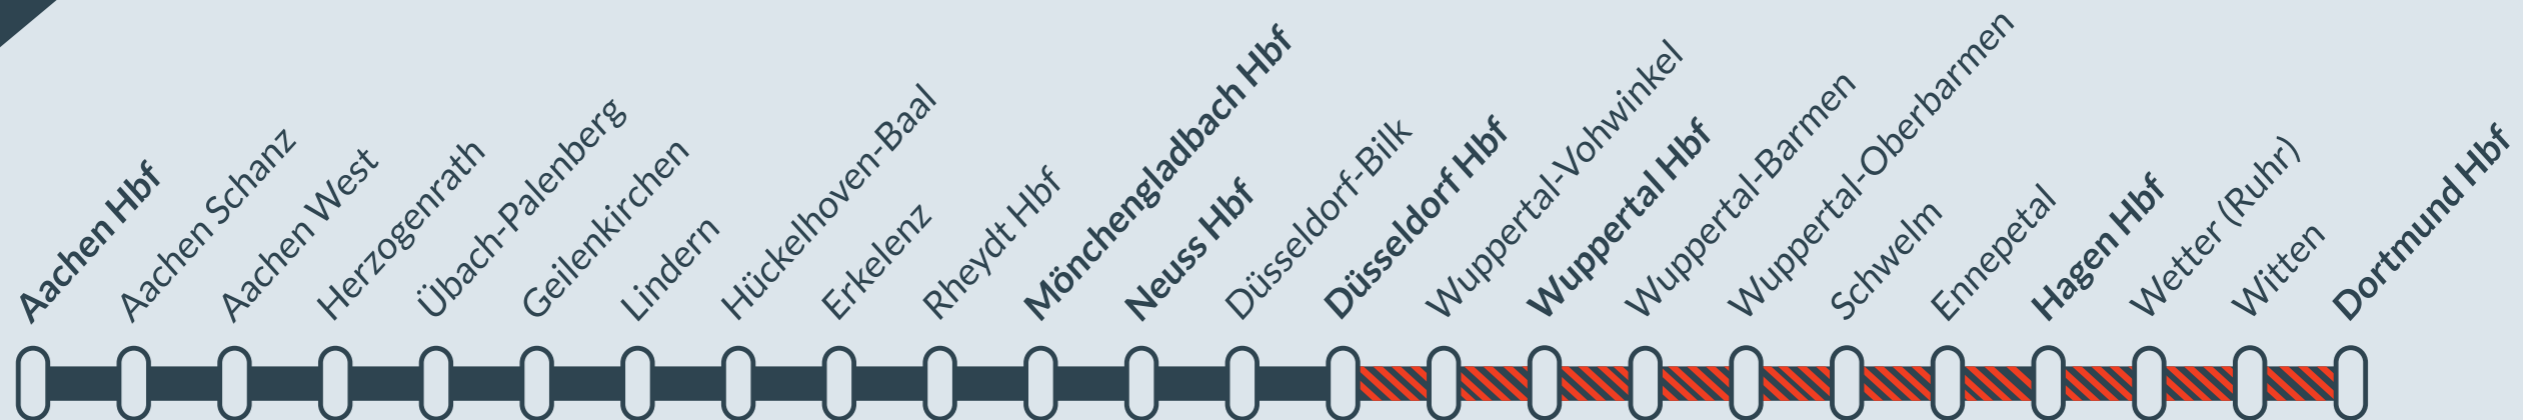 Aachen Hbf
Aachen Schanz
Aachen West
Herzogenrath
Übach-Palenberg
Geilenkirchen
Lindern
Hückelhoven-Baal
Erkelenz
Rheydt Hbf
Mönchengladbach Hbf
Neuss Hbf
Düsseldorf-Bilk
Düsseldorf Hbf
Wuppertal-Vohwinkel
Wuppertal Hbf
Wuppertal-Barmen
Wuppertal-Oberbarmen
Schwelm
Ennepetal
Hagen Hbf
Wetter (Ruhr)
Witten
Dortmund Hbf